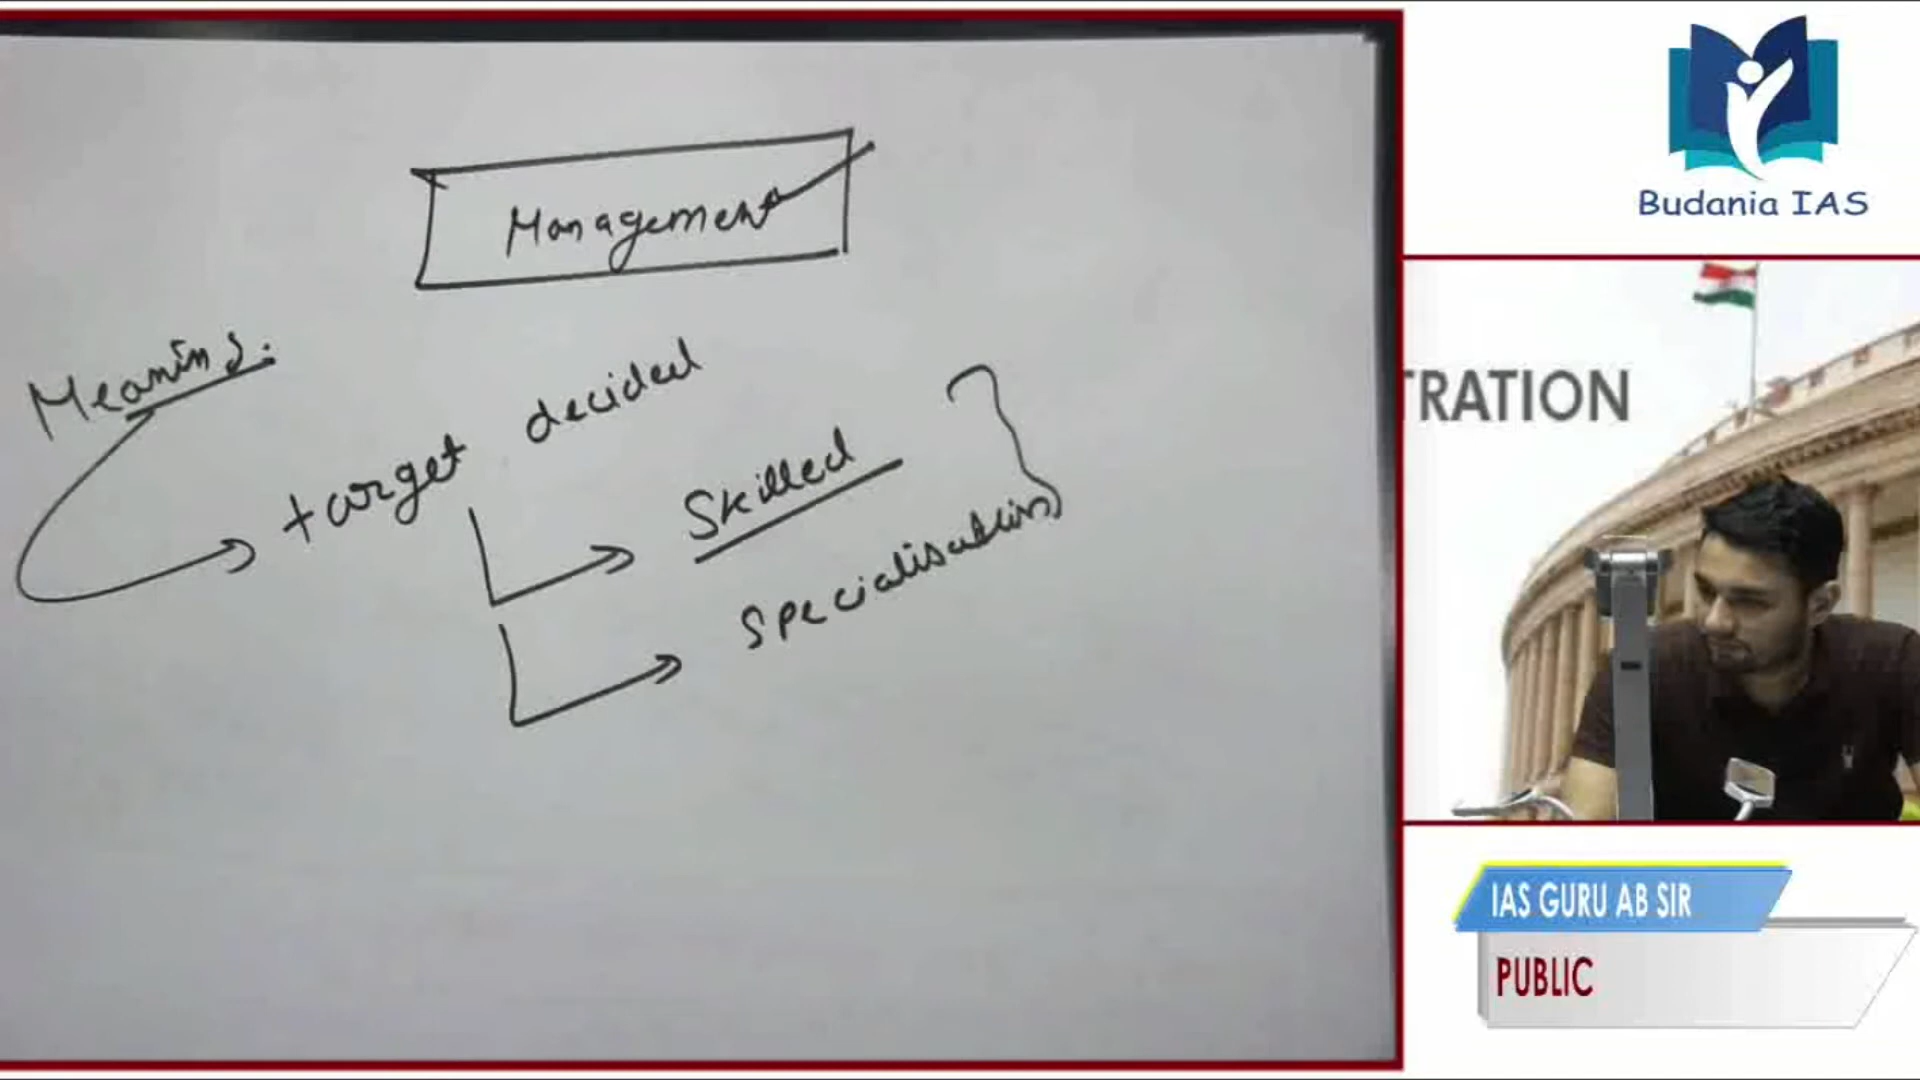 Management
Meaning:
target decided
Skilled
Specialisation
Budania IAS
TRATION
IAS GURU AB SIR
PUBLIC